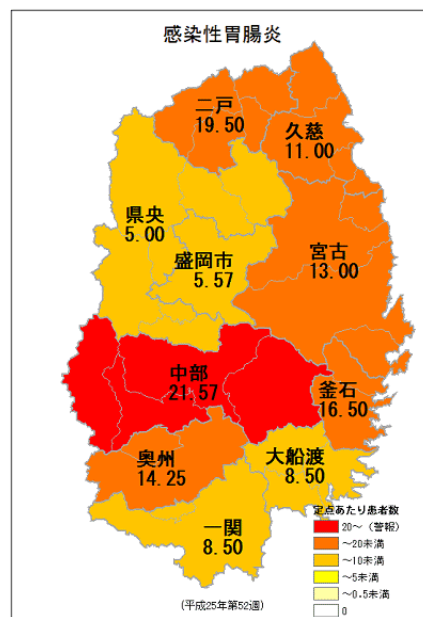 感染性胃腸炎
二戸
19.50
久慈
11.00
県央
5.00
盛岡市
5.57
宮古
13.00
中部
21.57
釜石
16.50
奥州
14.25
大船渡
8.50
一関
8.50
定点あたり患者数
20～（警報）
～20未満
～10未満
～5未満
～0.5未満
0
(平成25年第52週)